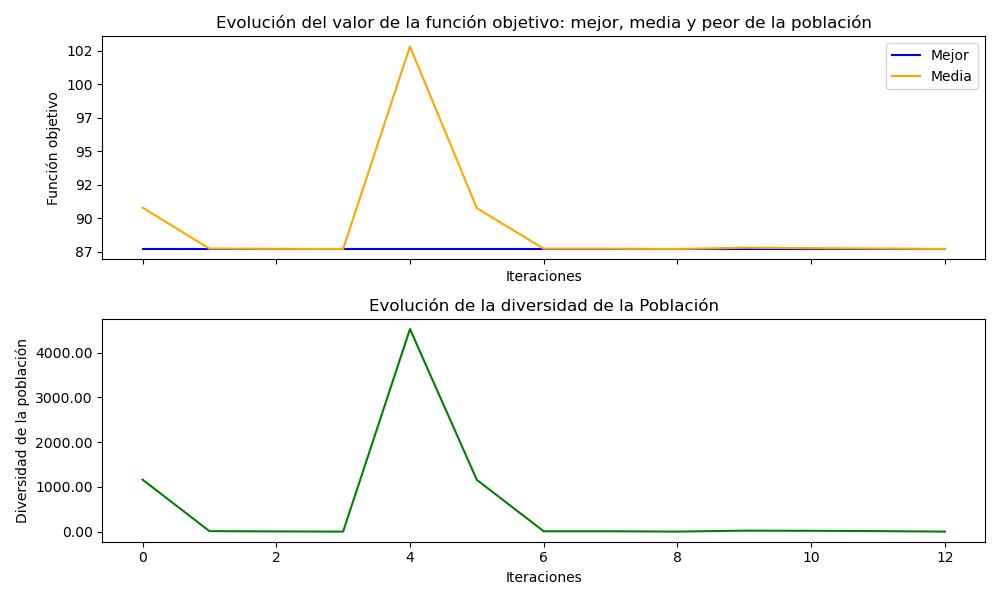 Evolución del valor de la función objetivo: mejor, media y peor de la población
Función objetivo
102
100
97
95
92
90
87
Mejor
Media
Iteraciones
Evolución de la diversidad de la Población
Diversidad de la población
4000.00
3000.00
2000.00
1000.00
0.00
0 2 4 6 8 10 12
Iteraciones